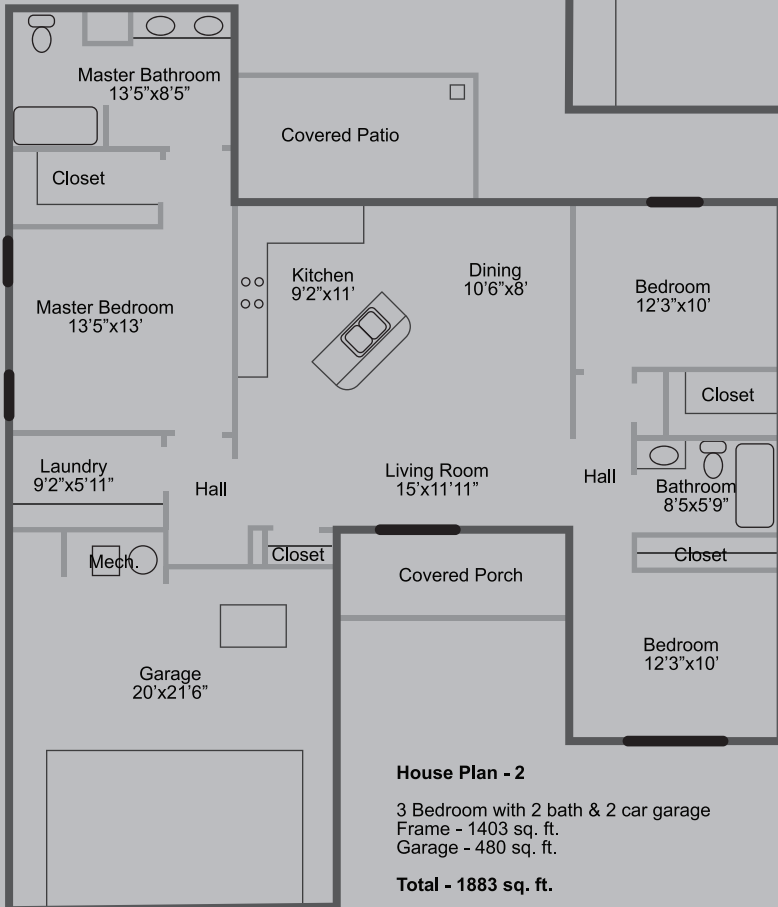 Master Bathroom
13'5”x8'5”
Covered Patio
Closet
Kitchen
9'2”x11’
Dining
10'6”x8’
Bedroom
12'3”x10’
Master Bedroom
13'5”x13’
Closet
Laundry
9'2”x5'11”
Hall
Living Room
15’x11'11”
Hall
Bathroom
8'5x5'9”
Mech.
Closet
Closet
Covered Porch
Bedroom
12'3”x10’
Garage
20’x21'6”
House Plan - 2
3 Bedroom with 2 bath & 2 car garage
Frame - 1403 sq. ft.
Garage - 480 sq. ft.
Total - 1883 sq. ft.